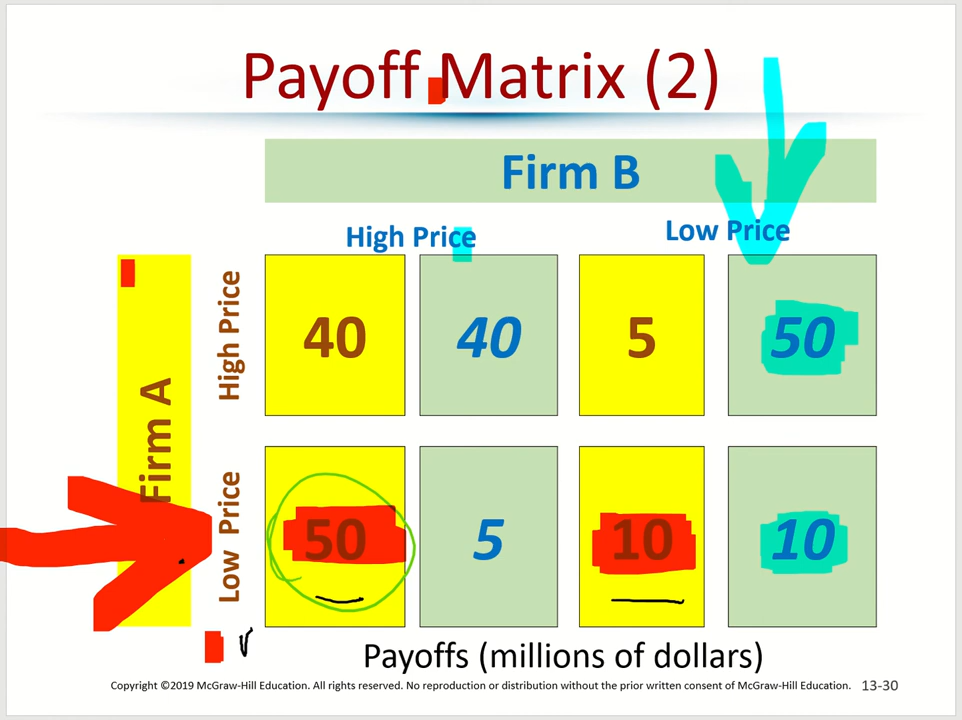 Payoff Matrix (2)
Firm B
High Price
Low Price
Firm A
High Price
40
40
5
50
Low Price
50
5
10
10
Payoffs (millions of dollars)
Copyright ©2019 McGraw-Hill Education. All rights reserved. No reproduction or distribution without the prior written consent of McGraw-Hill Education. 13-30